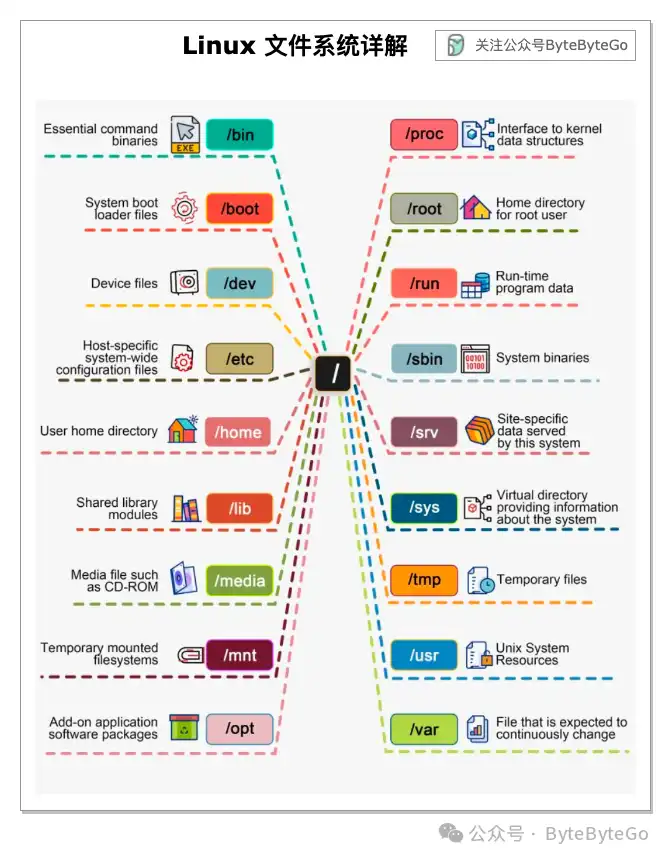 Linux 文件系统详解
关注公众号ByteByteGo
Essential command
binaries
EXE
/bin
System boot
loader files
/boot
Device files
/dev
Host-specific
system-wide
configuration files
/etc
User home directory
/home
Shared library
modules
/lib
Media file such
as CD-ROM
/media
Temporary mounted
filesystems
/mnt
Add-on application
software packages
/opt
/
/proc
Interface to kernel
data structures
/root
Home directory
for root user
/run
Run-time
program data
/sbin
00101
10100
System binaries
/srv
Site-specific
data served
by this system
/sys
Virtual directory
providing information
about the system
/tmp
Temporary files
/usr
Unix System
Resources
/var
File that is expected to
continuously change
公众号 · ByteByteGo